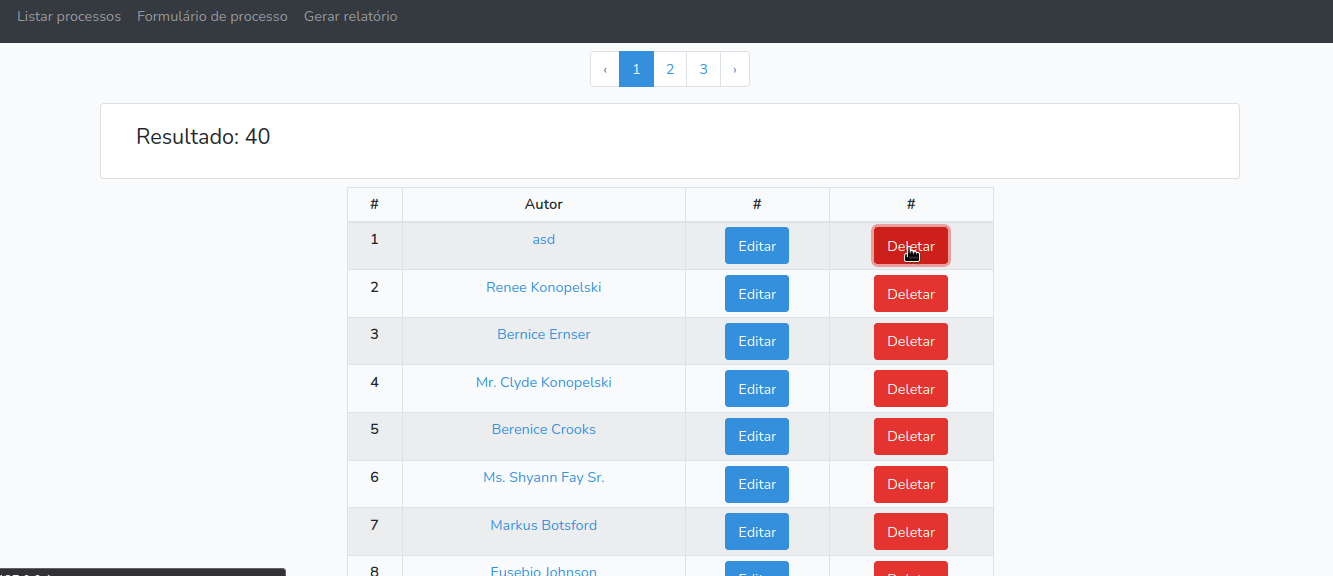 Listar processos Formulário de processo Gerar relatório
‹ 1 2 3 ›
Resultado: 40
# Autor # #
1 asd Editar Deletar
2 Renee Konopelski Editar Deletar
3 Bernice Ernser Editar Deletar
4 Mr. Clyde Konopelski Editar Deletar
5 Berenice Crooks Editar Deletar
6 Ms. Shyann Fay Sr. Editar Deletar
7 Markus Botsford Editar Deletar
8 Eusebio Johnson Editar Deletar